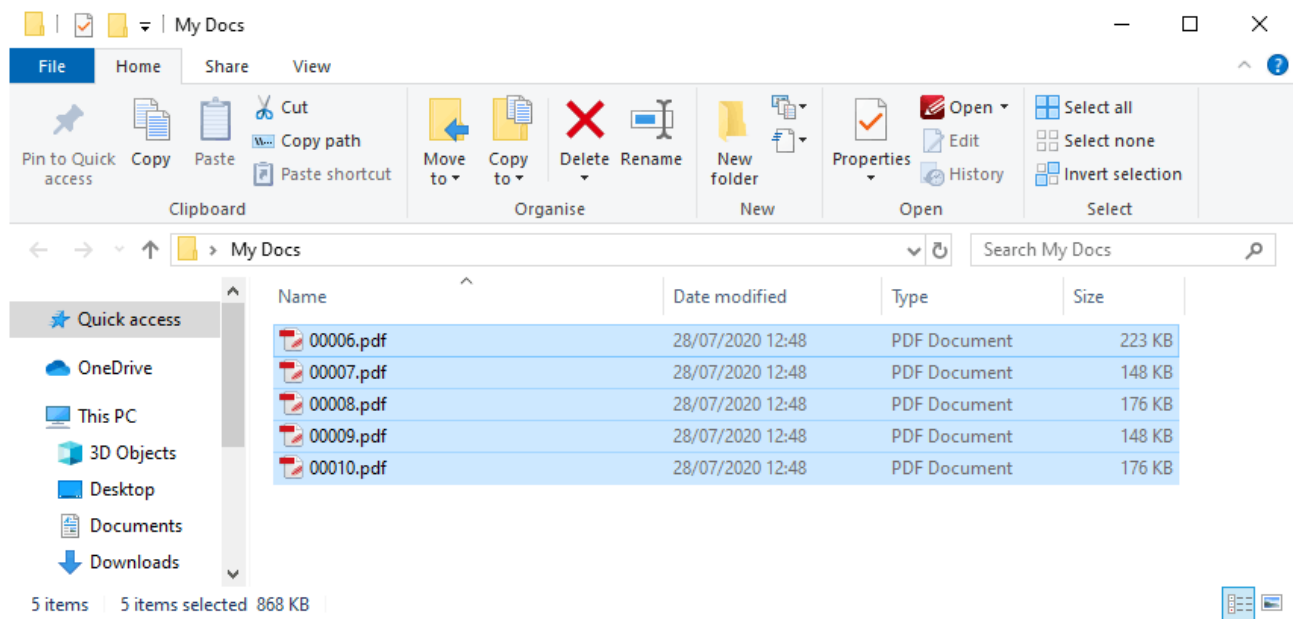 My Docs
File Home Share View
Pin to Quick access
Copy
Paste
Cut
Copy path
Paste shortcut
Clipboard
Move to
Copy to
Delete
Rename
Organise
New folder
New
Properties
Open
Edit
History
Open
Select all
Select none
Invert selection
Select
My Docs
Search My Docs
Quick access
OneDrive
This PC
3D Objects
Desktop
Documents
Downloads
Name Date modified Type Size
00006.pdf 28/07/2020 12:48 PDF Document 223 KB
00007.pdf 28/07/2020 12:48 PDF Document 148 KB
00008.pdf 28/07/2020 12:48 PDF Document 176 KB
00009.pdf 28/07/2020 12:48 PDF Document 148 KB
00010.pdf 28/07/2020 12:48 PDF Document 176 KB
5 items 5 items selected 868 KB